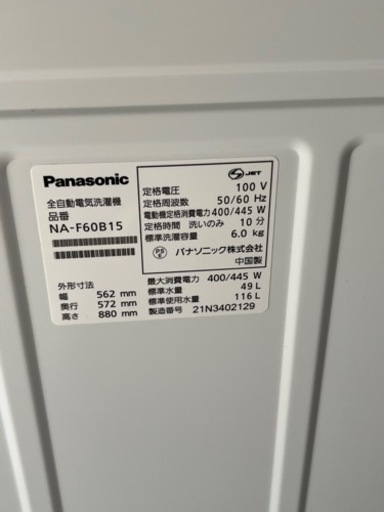 Panasonic
全自動電気洗濯機
品番
NA-F60B15
外形寸法
幅 562 mm
奥行 572 mm
高さ 880 mm
JET
定格電圧 100 V
定格周波数 50/60 Hz
電動機定格消費電力 400/445 W
定格時間 洗いのみ 10 分
標準洗濯容量 6.0 kg
PS E
パナソニック株式会社
中国製
最大消費電力 400/445 W
標準水量 49 L
標準使用水量 116 L
製造番号 21N3402129